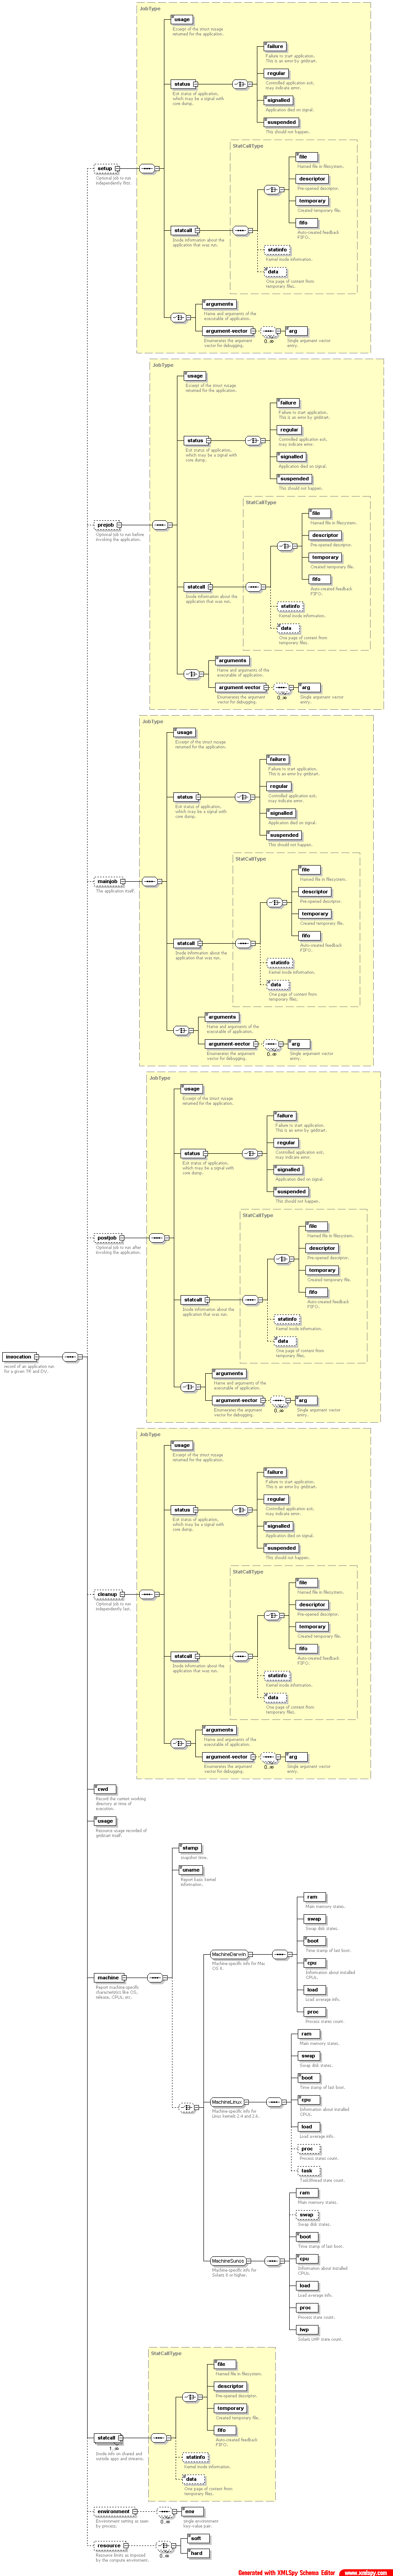 JobType
usage
Excerpt of the struct rusage
returned for the application.
status
Exit status of application,
which may be a signal with
core dump.
failure
Failure to start application.
This is an error by gridstart.
regular
Controlled application exit,
may indicate error.
signalled
Application died on signal.
suspended
This should not happen.
setup
Optional job to run
independently first.
StatCallType
file
Named file in filesystem.
descriptor
Pre-opened descriptor.
temporary
Created temporary file.
fifo
Auto-created feedback
FIFO.
statcall
Inode information about the
application that was run.
statinfo
Kernel inode information.
data
One page of content from
temporary files.
arguments
Name and arguments of the
executable of application.
argument-vector
Enumerates the argument
vector for debugging.
0..∞
arg
Single argument vector
entry.
JobType
usage
Excerpt of the struct rusage
returned for the application.
status
Exit status of application,
which may be a signal with
core dump.
failure
Failure to start application.
This is an error by gridstart.
regular
Controlled application exit,
may indicate error.
signalled
Application died on signal.
suspended
This should not happen.
prejob
Optional job to run before
invoking the application.
StatCallType
file
Named file in filesystem.
descriptor
Pre-opened descriptor.
temporary
Created temporary file.
fifo
Auto-created feedback
FIFO.
statcall
Inode information about the
application that was run.
statinfo
Kernel inode information.
data
One page of content from
temporary files.
arguments
Name and arguments of the
executable of application.
argument-vector
Enumerates the argument
vector for debugging.
0..∞
arg
Single argument vector
entry.
JobType
usage
Excerpt of the struct rusage
returned for the application.
status
Exit status of application,
which may be a signal with
core dump.
failure
Failure to start application.
This is an error by gridstart.
regular
Controlled application exit,
may indicate error.
signalled
Application died on signal.
suspended
This should not happen.
mainjob
The application itself.
StatCallType
file
Named file in filesystem.
descriptor
Pre-opened descriptor.
temporary
Created temporary file.
fifo
Auto-created feedback
FIFO.
statcall
Inode information about the
application that was run.
statinfo
Kernel inode information.
data
One page of content from
temporary files.
arguments
Name and arguments of the
executable of application.
argument-vector
Enumerates the argument
vector for debugging.
0..∞
arg
Single argument vector
entry.
JobType
usage
Excerpt of the struct rusage
returned for the application.
status
Exit status of application,
which may be a signal with
core dump.
failure
Failure to start application.
This is an error by gridstart.
regular
Controlled application exit,
may indicate error.
signalled
Application died on signal.
suspended
This should not happen.
postjob
Optional job to run after
invoking the application.
StatCallType
file
Named file in filesystem.
descriptor
Pre-opened descriptor.
temporary
Created temporary file.
fifo
Auto-created feedback
FIFO.
statcall
Inode information about the
application that was run.
statinfo
Kernel inode information.
data
One page of content from
temporary files.
arguments
Name and arguments of the
executable of application.
argument-vector
Enumerates the argument
vector for debugging.
0..∞
arg
Single argument vector
entry.
invocation
record of an application run
for a given TR and DV.
JobType
usage
Excerpt of the struct rusage
returned for the application.
status
Exit status of application,
which may be a signal with
core dump.
failure
Failure to start application.
This is an error by gridstart.
regular
Controlled application exit,
may indicate error.
signalled
Application died on signal.
suspended
This should not happen.
cleanup
Optional job to run
independently last.
StatCallType
file
Named file in filesystem.
descriptor
Pre-opened descriptor.
temporary
Created temporary file.
fifo
Auto-created feedback
FIFO.
statcall
Inode information about the
application that was run.
statinfo
Kernel inode information.
data
One page of content from
temporary files.
arguments
Name and arguments of the
executable of application.
argument-vector
Enumerates the argument
vector for debugging.
0..∞
arg
Single argument vector
entry.
cwd
Record the current working
directory at time of
execution.
usage
Resource usage recorded of
gridstart itself.
machine
Report machine specific
characteristics like OS,
release, CPUs, etc.
stamp
snapshot time.
uname
Report basic kernel
information.
MachineDarwin
Machine-specific info for Mac
OS X.
ram
Main memory states.
swap
Swap disk states.
boot
Time stamp of last boot.
cpu
Information about installed
CPUs.
load
Load average info.
proc
Process states count.
MachineLinux
Machine-specific info for
Linux kernels 2.4 and 2.6.
ram
Main memory states.
swap
Swap disk states.
boot
Time stamp of last boot.
cpu
Information about installed
CPUs.
load
Load average info.
proc
Process states count.
task
Task/thread state count.
MachineSunos
Machine-specific info for
Solaris 8 or higher.
ram
Main memory states.
swap
Swap disk states.
boot
Time stamp of last boot.
cpu
Information about installed
CPUs.
load
Load average info.
proc
Process state count.
lwp
Solaris LWP state count.
StatCallType
file
Named file in filesystem.
descriptor
Pre-opened descriptor.
temporary
Created temporary file.
fifo
Auto-created feedback
FIFO.
statcall
1..∞
Inode info on shared and
outside apps and streams.
statinfo
Kernel inode information.
data
One page of content from
temporary files.
environment
Environment setting as seen
by process.
0..∞
env
single environment
key-value pair.
resource
Resource limits as imposed
by the compute environment.
0..∞
soft
hard
Generated with XMLSpy Schema Editor www.xmlspy.com